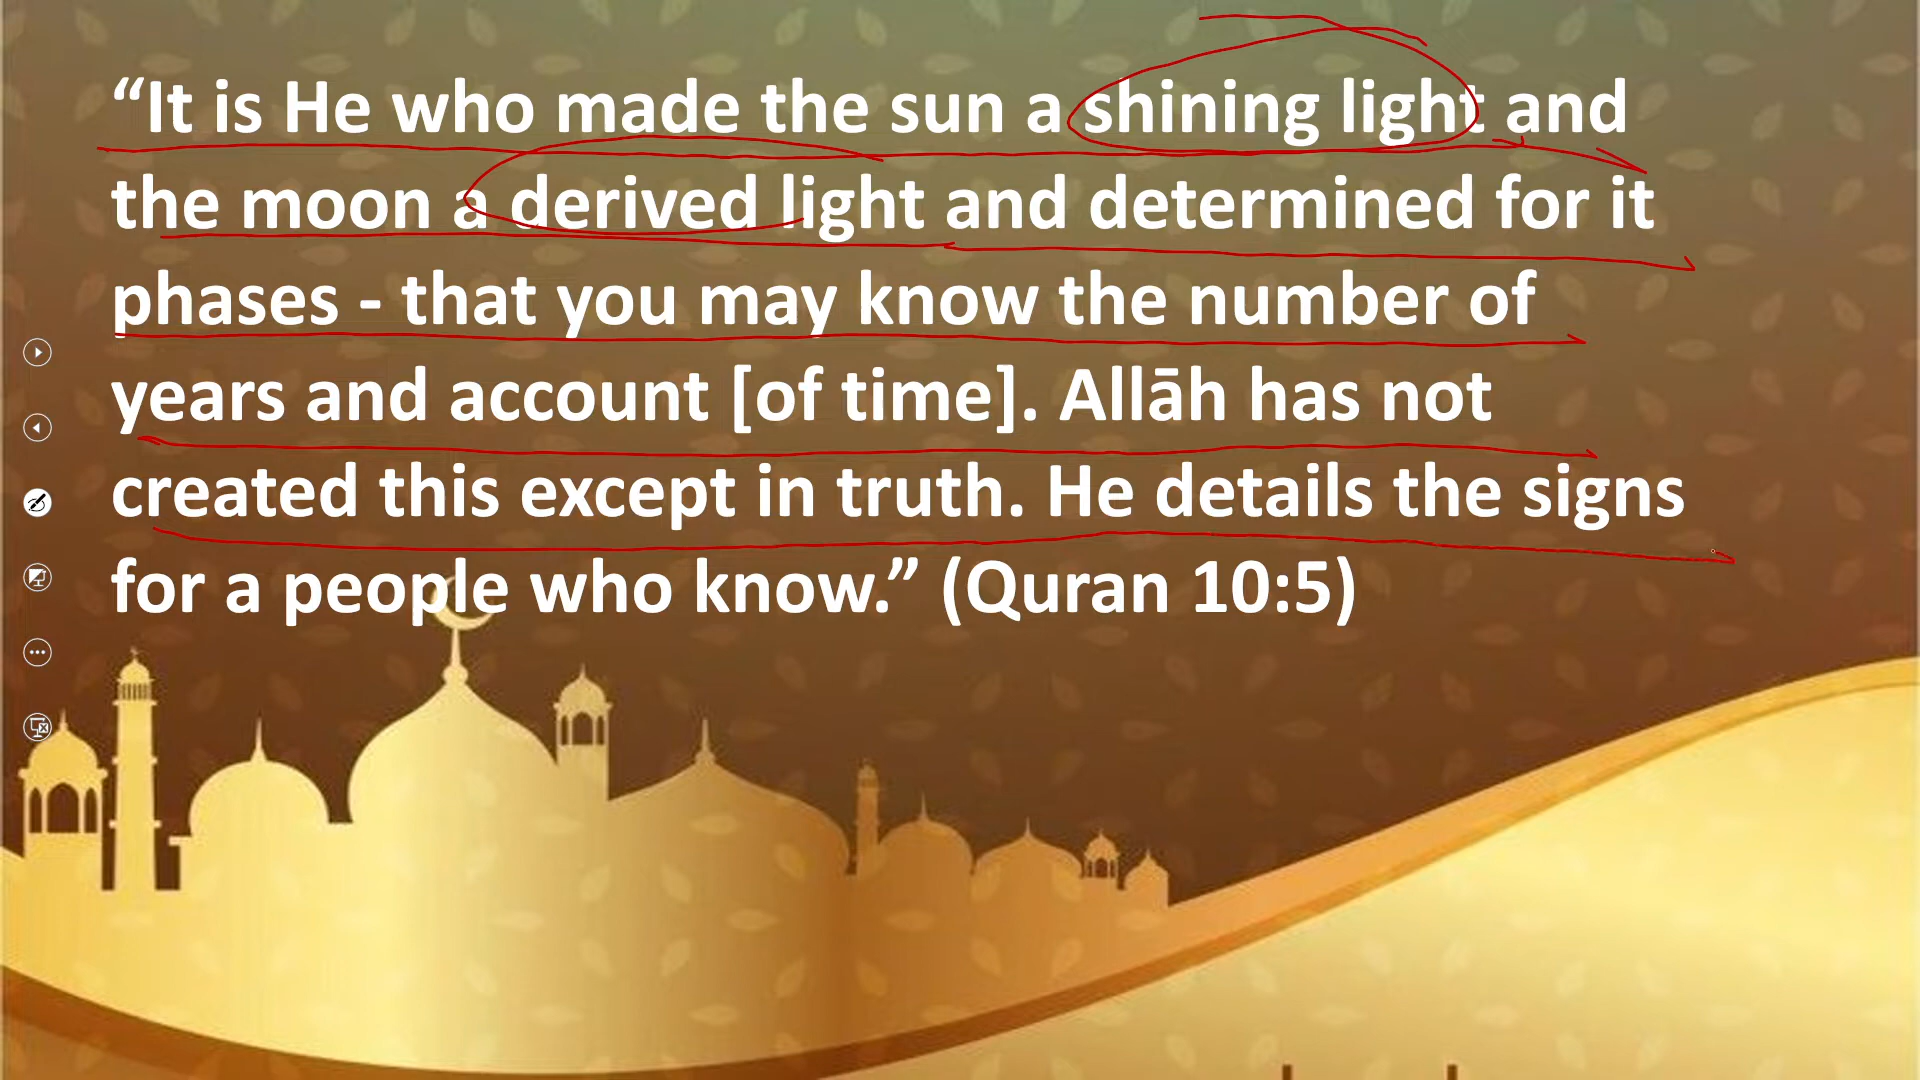 “It is He who made the sun a shining light and
the moon a derived light and determined for it
phases - that you may know the number of
years and account [of time]. Allāh has not
created this except in truth. He details the signs
for a people who know.” (Quran 10:5)